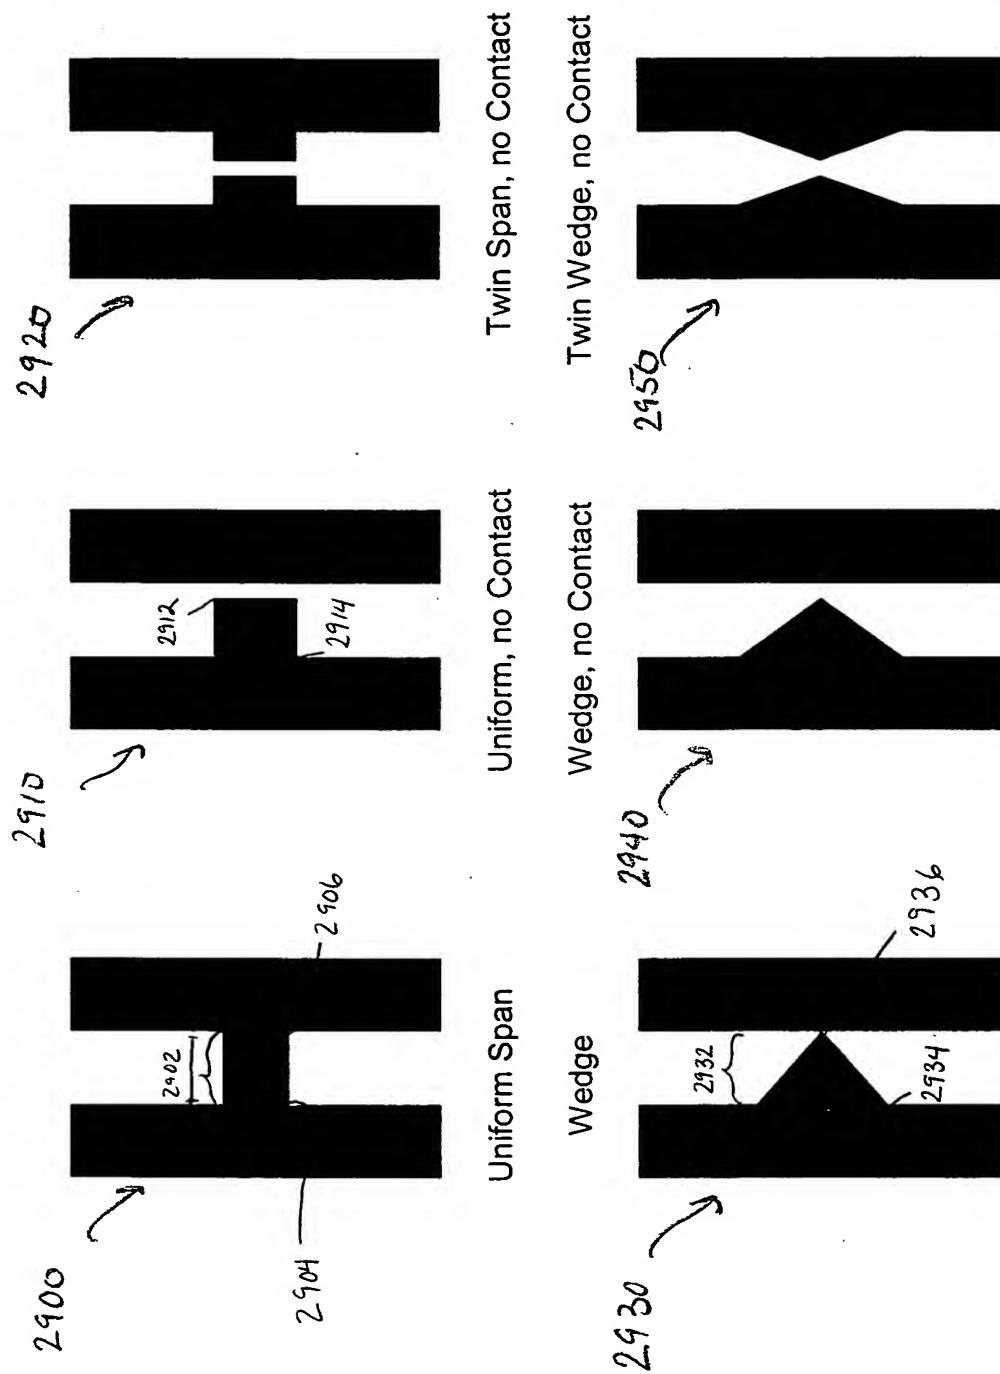 2900
2902
2904
2906
Uniform Span
2910
2912
2914
Uniform, no Contact
2920
Twin Span, no Contact
Wedge
2930
2932
2934
2936
Wedge, no Contact
2940
Twin Wedge, no Contact
2950